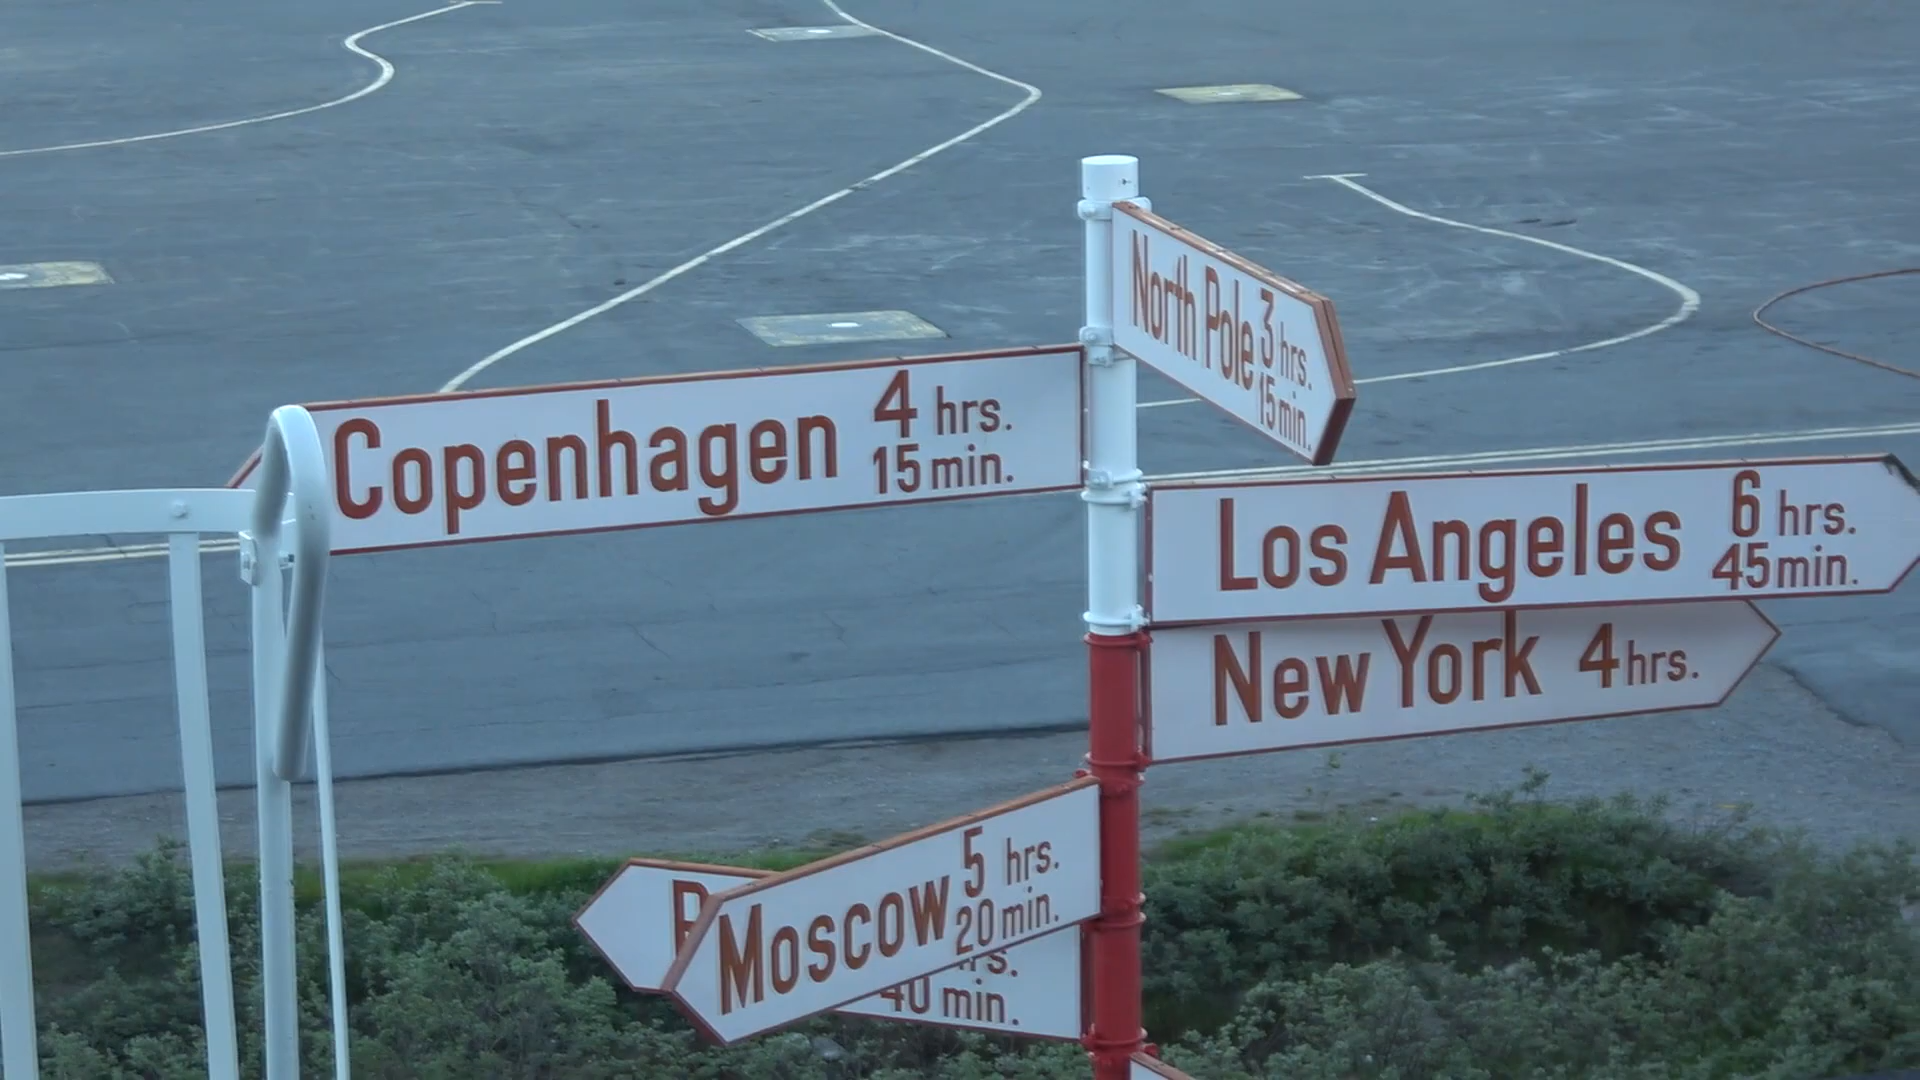 North Pole 3 hrs.
15 min.
Copenhagen 4 hrs.
15 min.
Los Angeles 6 hrs.
45 min.
New York 4 hrs.
Moscow 5 hrs.
20 min.
40 min.